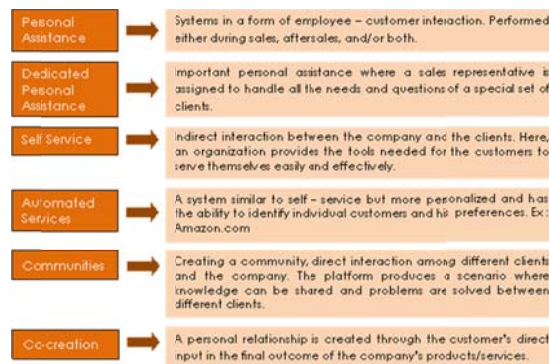 Personal
Assistance
Systems in a form of employee – customer interaction. Performed
either during sales, aftersales, and/or both.
Dedicated
Personal
Assistance
Important personal assistance where a sales representative is
assigned to handle all the needs and questions of a special set of
clients.
Self Service
Indirect interaction between the company and the clients. Here,
an organization provides the tools needed for the customers to
serve themselves easily and effectively.
Automated
Services
A system similar to self – service but more personalized and has
the ability to identify individual customers and his preferences. Ex:
Amazon.com
Communities
Creating a community, direct interaction among different clients
and the company. The platform produces a scenario where
knowledge can be shared and problems are solved between
different clients.
Co-creation
A personal relationship is created through the customer's direct
input in the final outcome of the company's products/services.